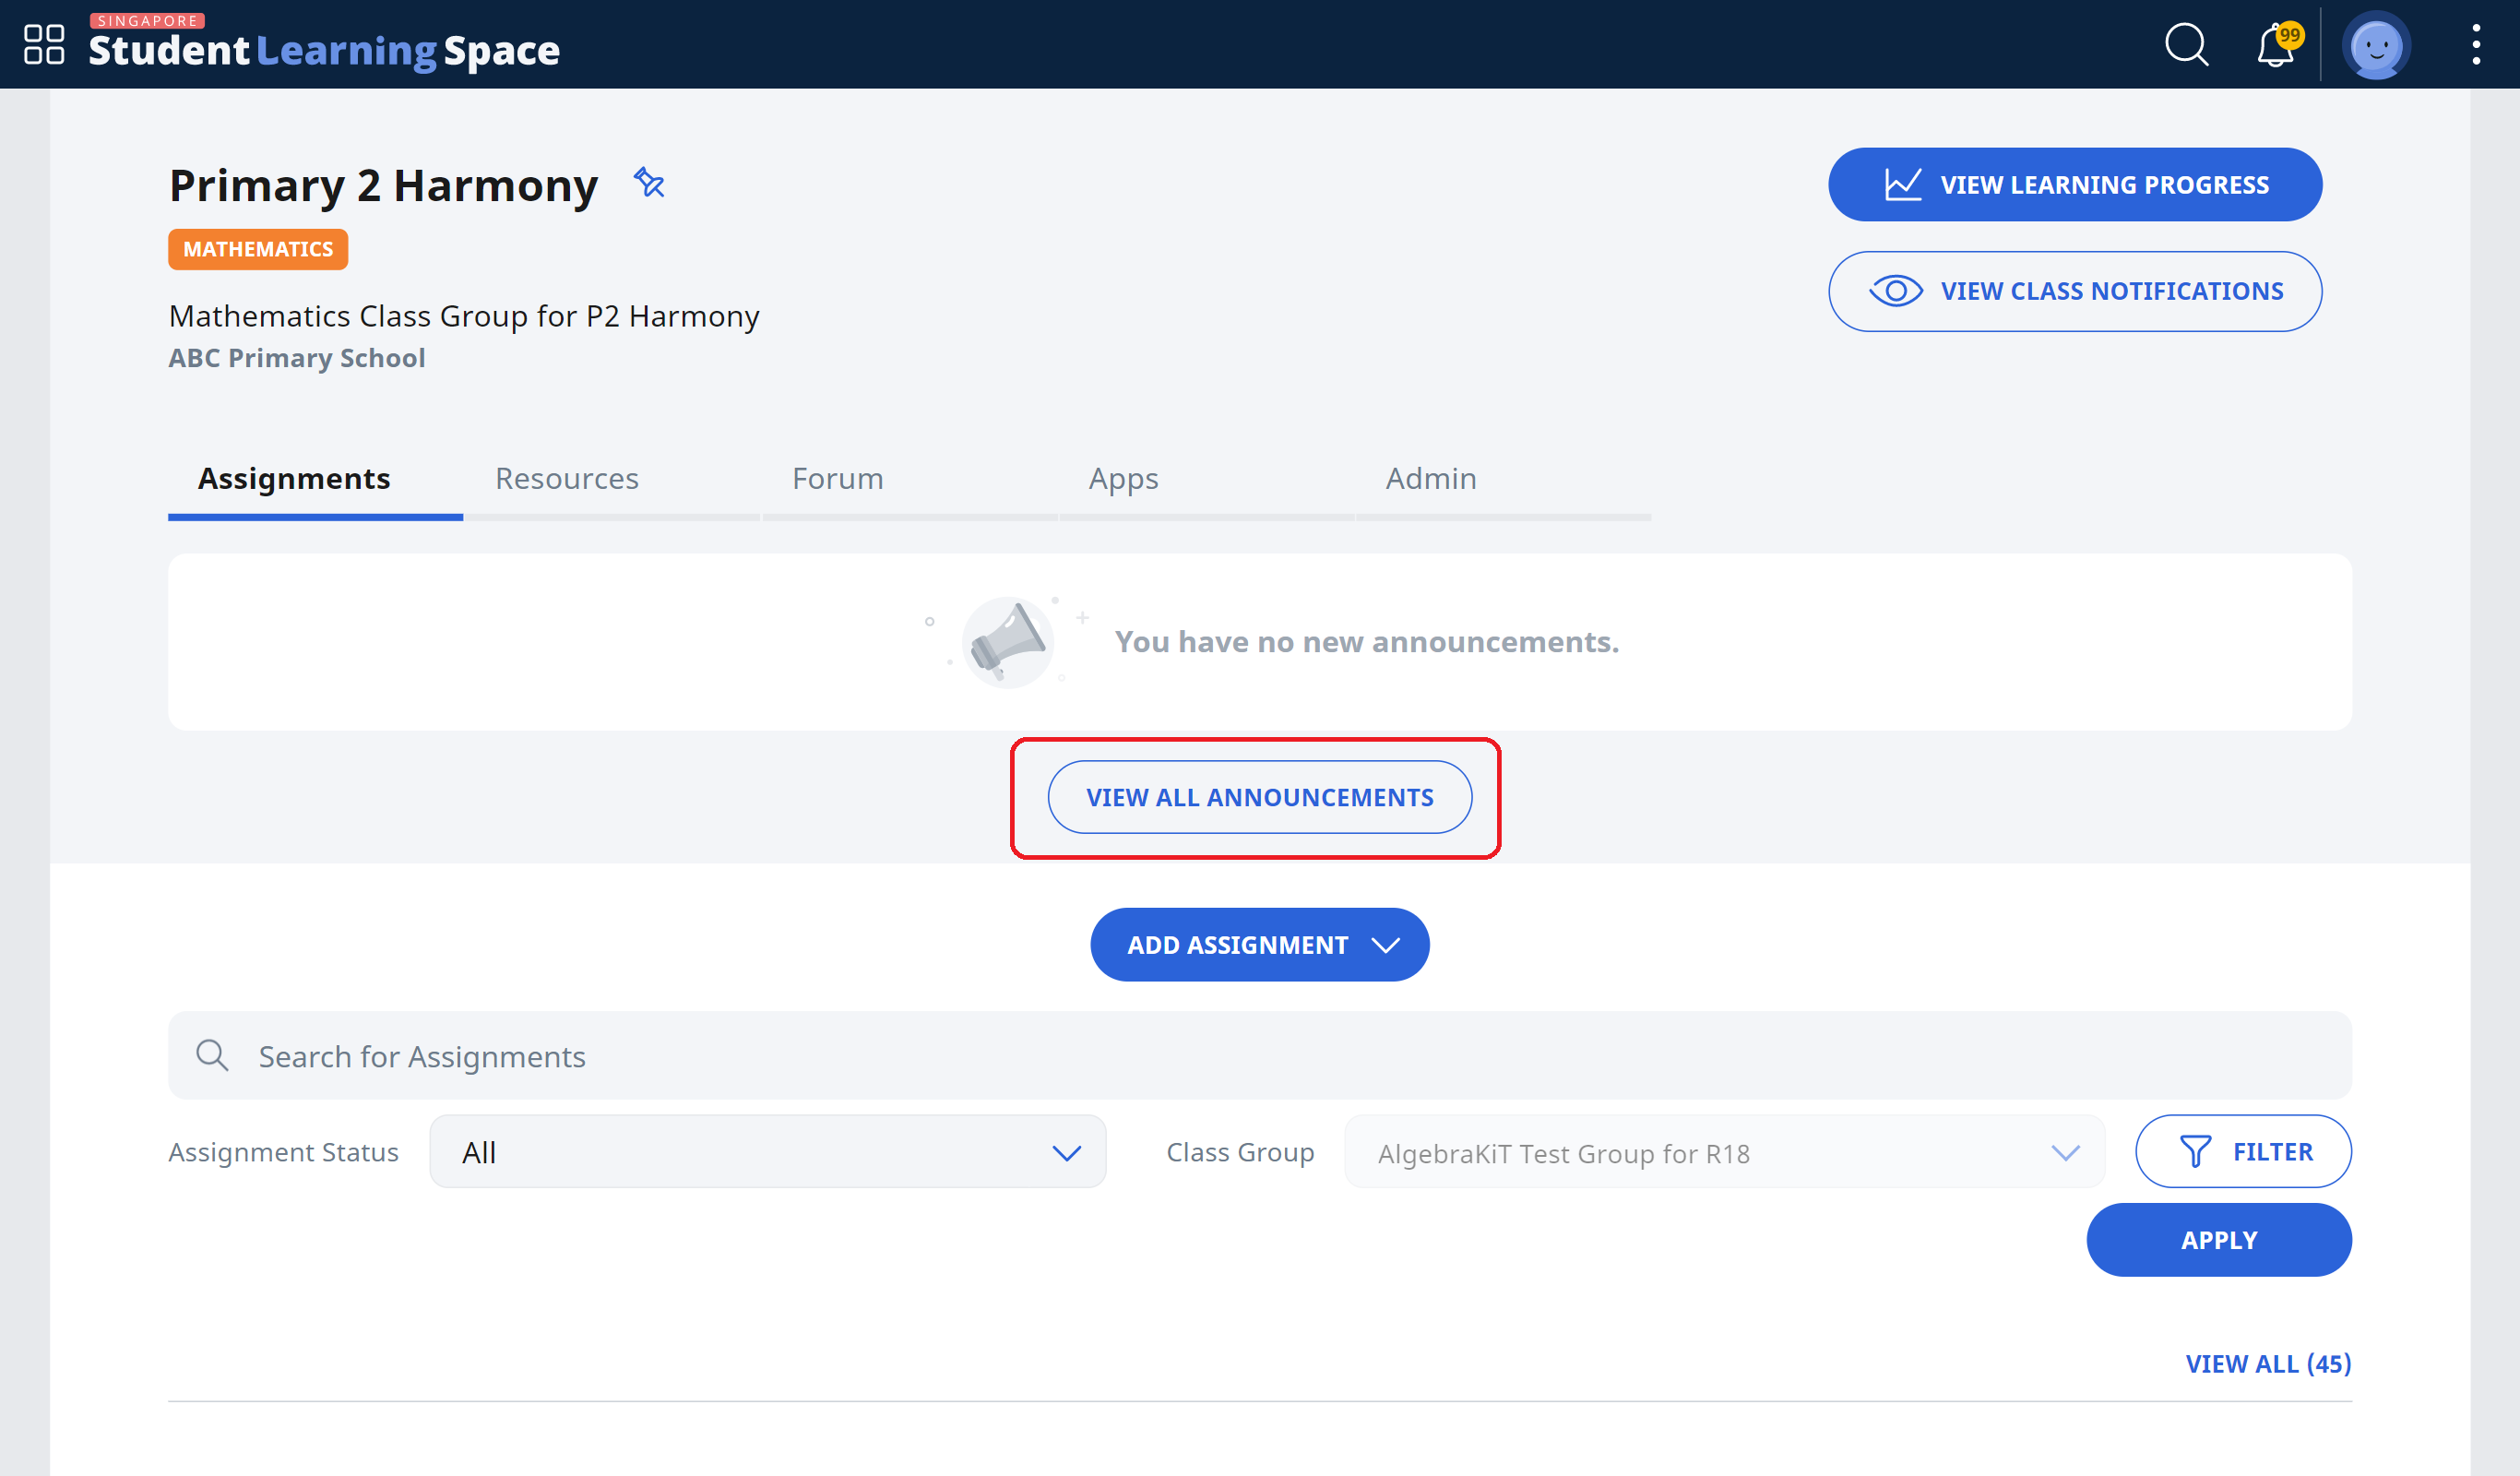 SINGAPORE
Student Learning Space
99
Primary 2 Harmony
VIEW LEARNING PROGRESS
MATHEMATICS
VIEW CLASS NOTIFICATIONS
Mathematics Class Group for P2 Harmony
ABC Primary School
Assignments Resources Forum Apps Admin
You have no new announcements.
VIEW ALL ANNOUNCEMENTS
ADD ASSIGNMENT
Search for Assignments
Assignment Status All Class Group AlgebraKiT Test Group for R18 FILTER
APPLY
VIEW ALL (45)